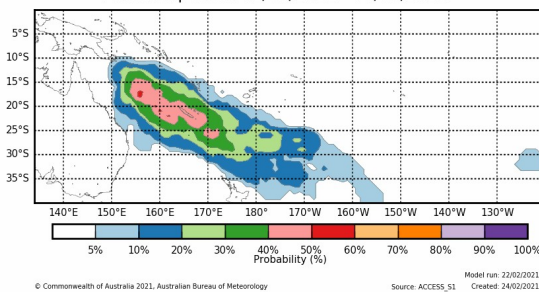 5°S
10°S
15°S
20°S
25°S
30°S
35°S
140°E 150°E 160°E 170°E 180°E 170°W 160°W 150°W 140°W 130°W
5% 10% 20% 30% 40% 50% 60% 70% 80% 90% 100%
Probability (%)
Model run: 22/02/2021
© Commonwealth of Australia 2021, Australian Bureau of Meteorology Source: ACCESS_S1 Created: 24/02/2021